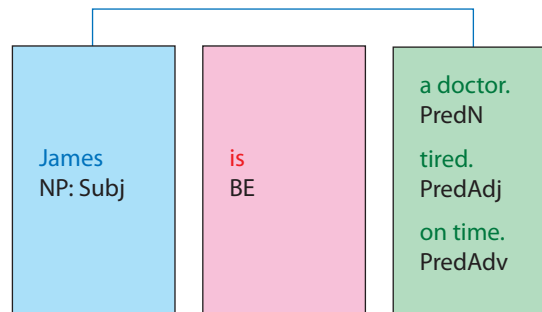 James
NP: Subj
is
BE
a doctor.
PredN
tired.
PredAdj
on time.
PredAdv